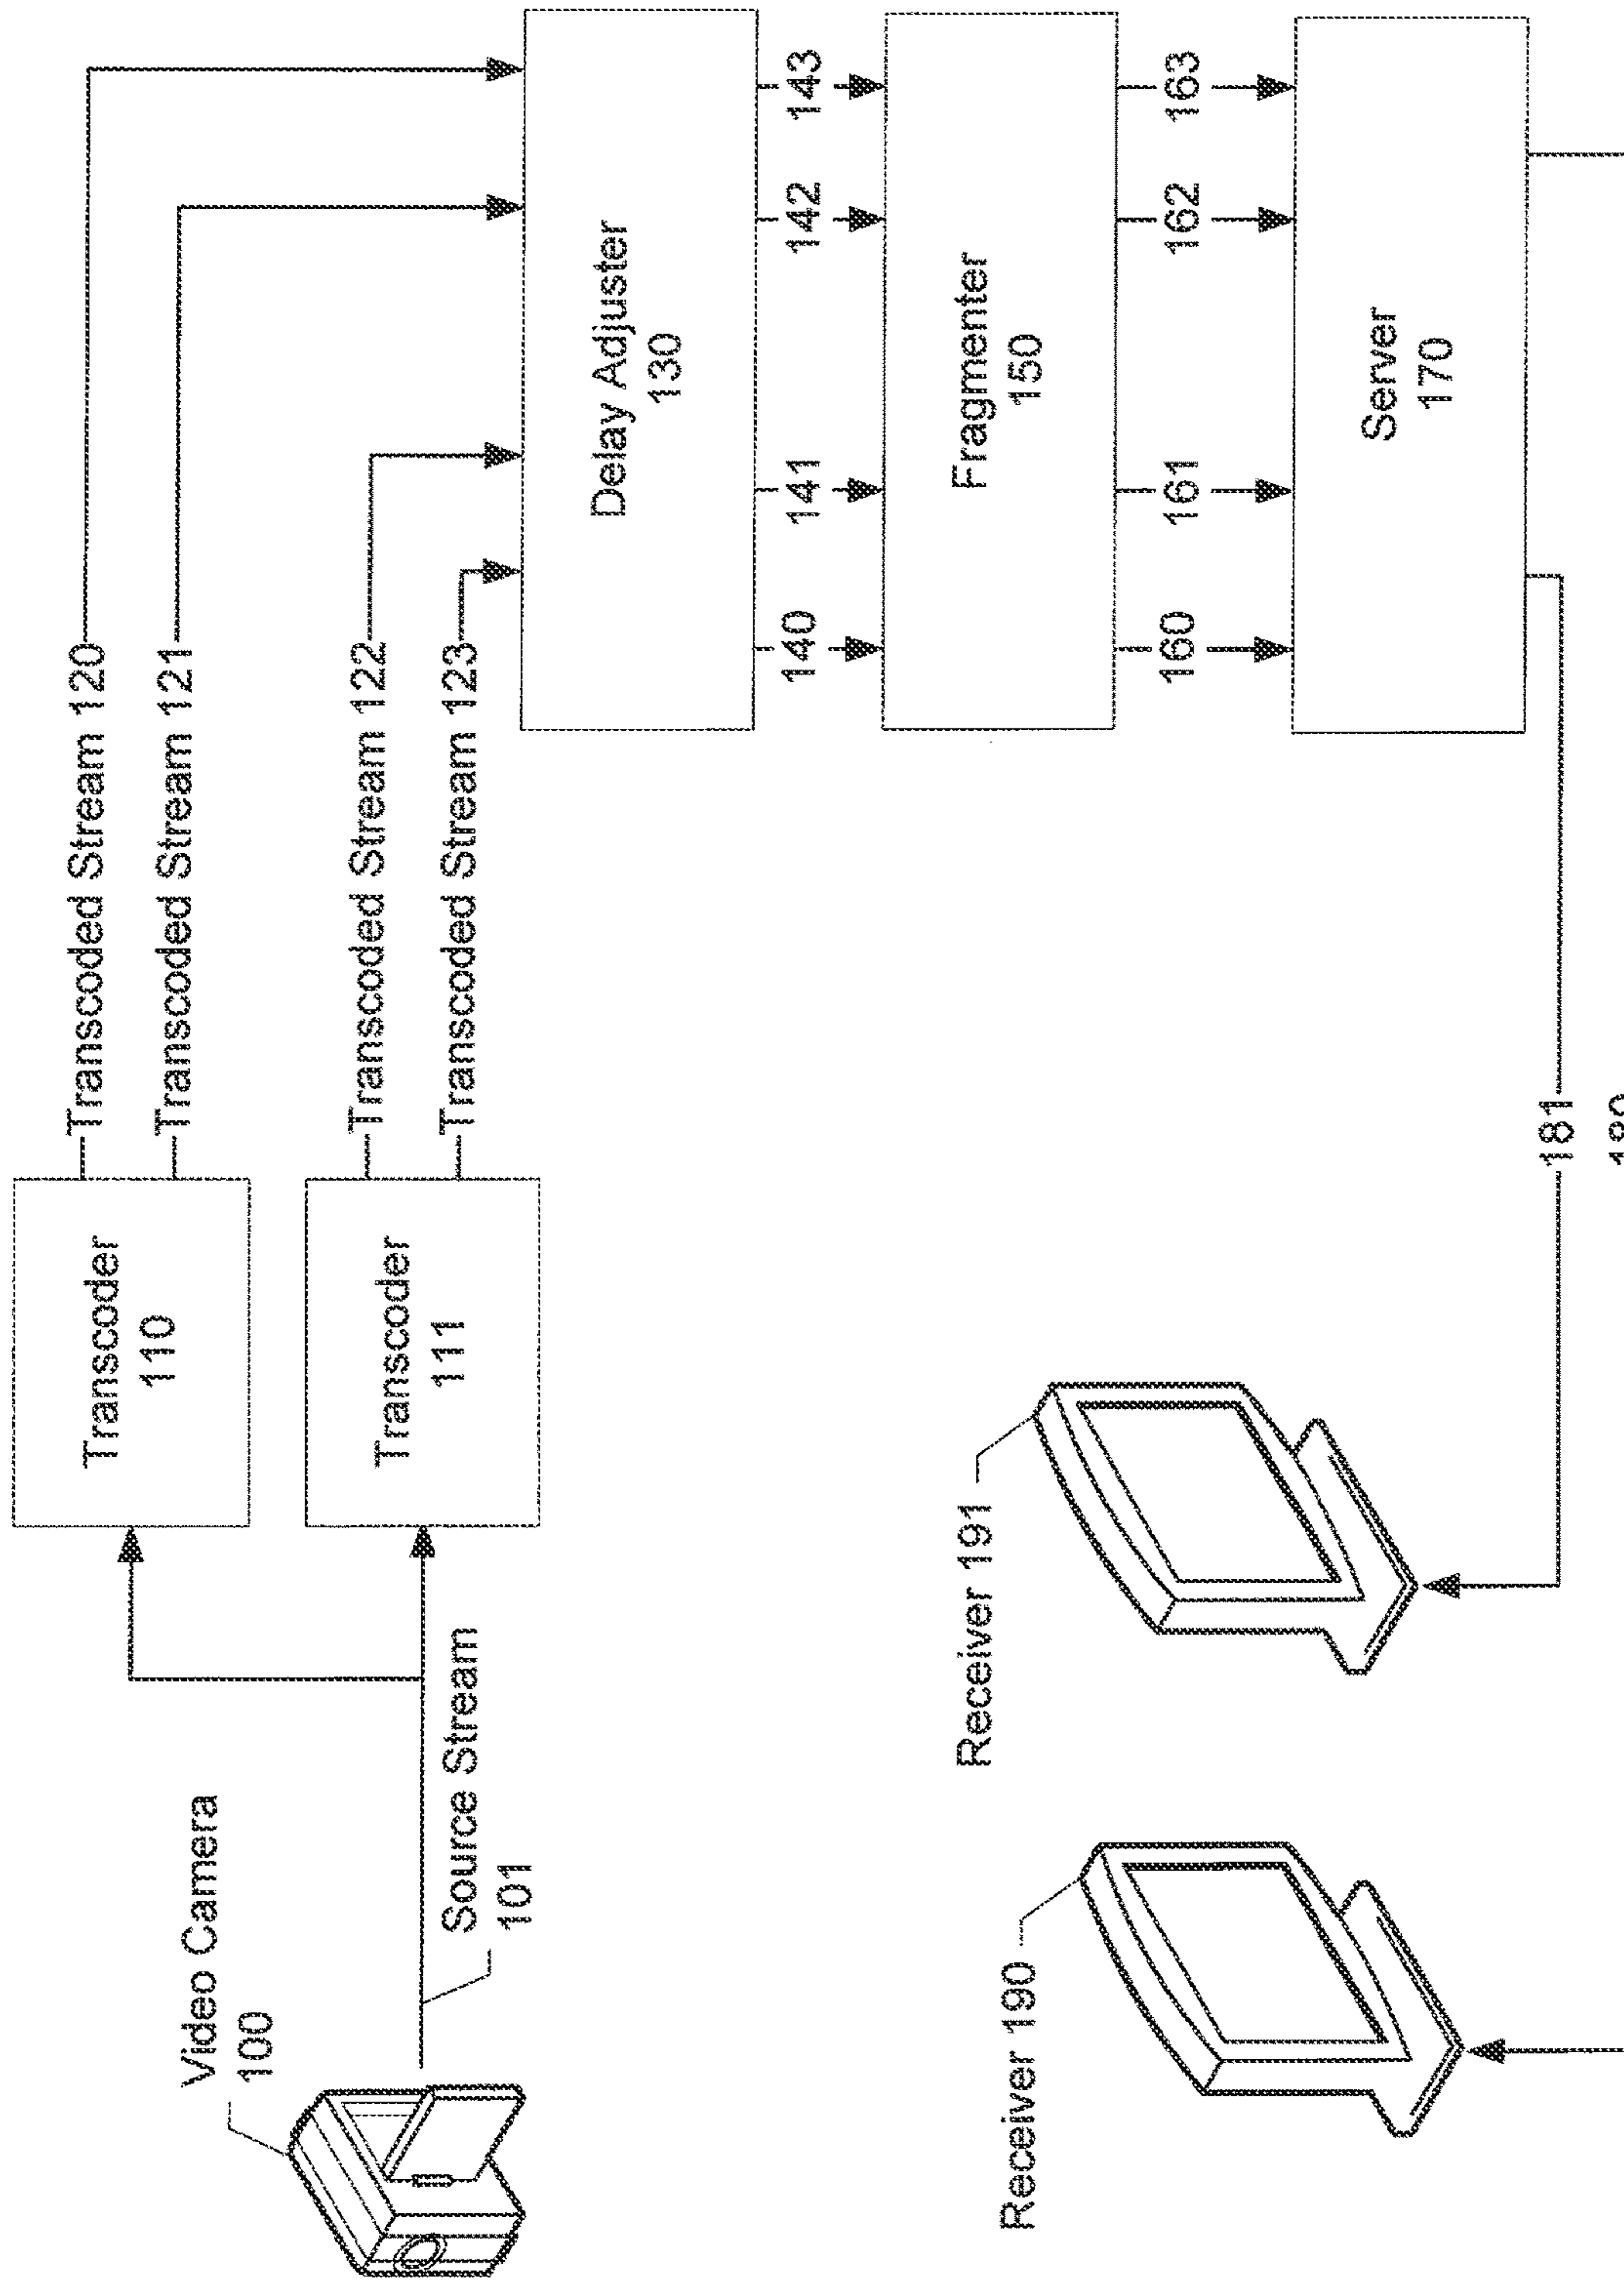 Video Camera
100
Source Stream
101
Transcoder
110
Transcoder
111
Transcoded Stream 120
Transcoded Stream 121
Transcoded Stream 122
Transcoded Stream 123
Delay Adjuster
130
140
141
142
143
Fragmenter
150
160
161
162
163
Server
170
181
Receiver 190
Receiver 191